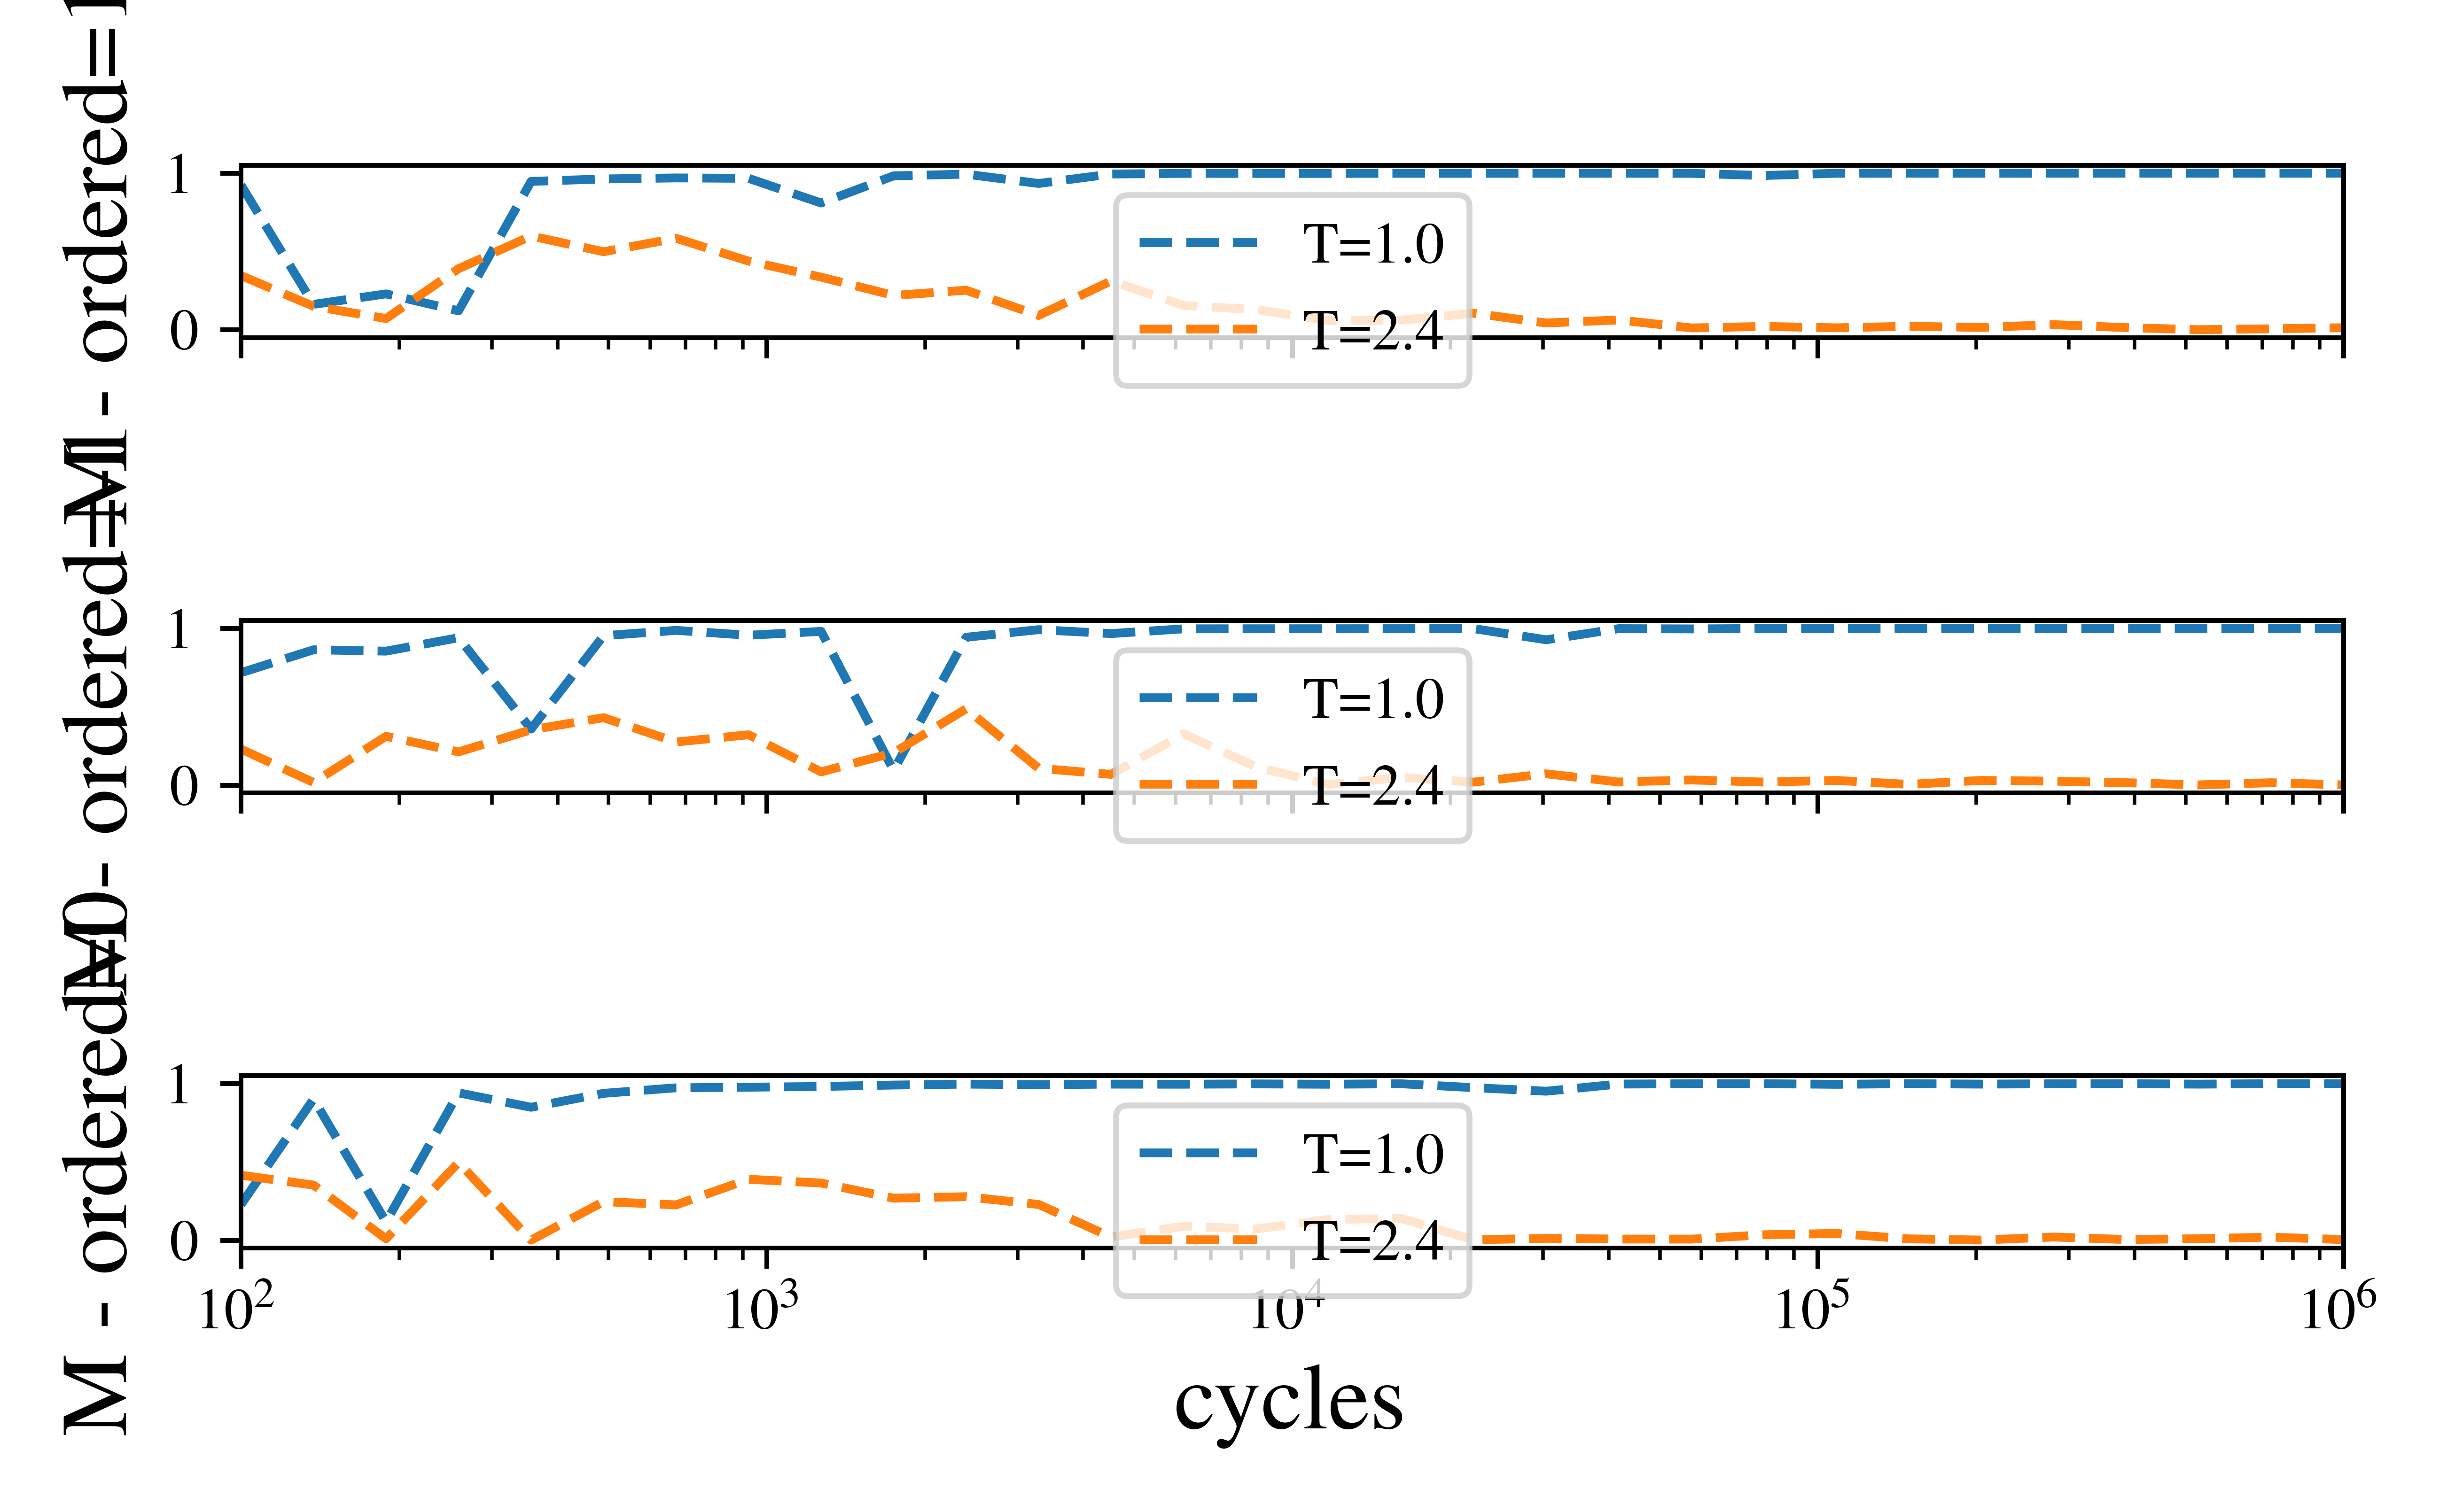 M - ordered=1
1
0
T=1.0
T=2.4
M - ordered=-1
1
0
T=1.0
T=2.4
M - ordered=0
1
0
T=1.0
T=2.4
10² 10³ 10⁴ 10⁵ 10⁶
cycles